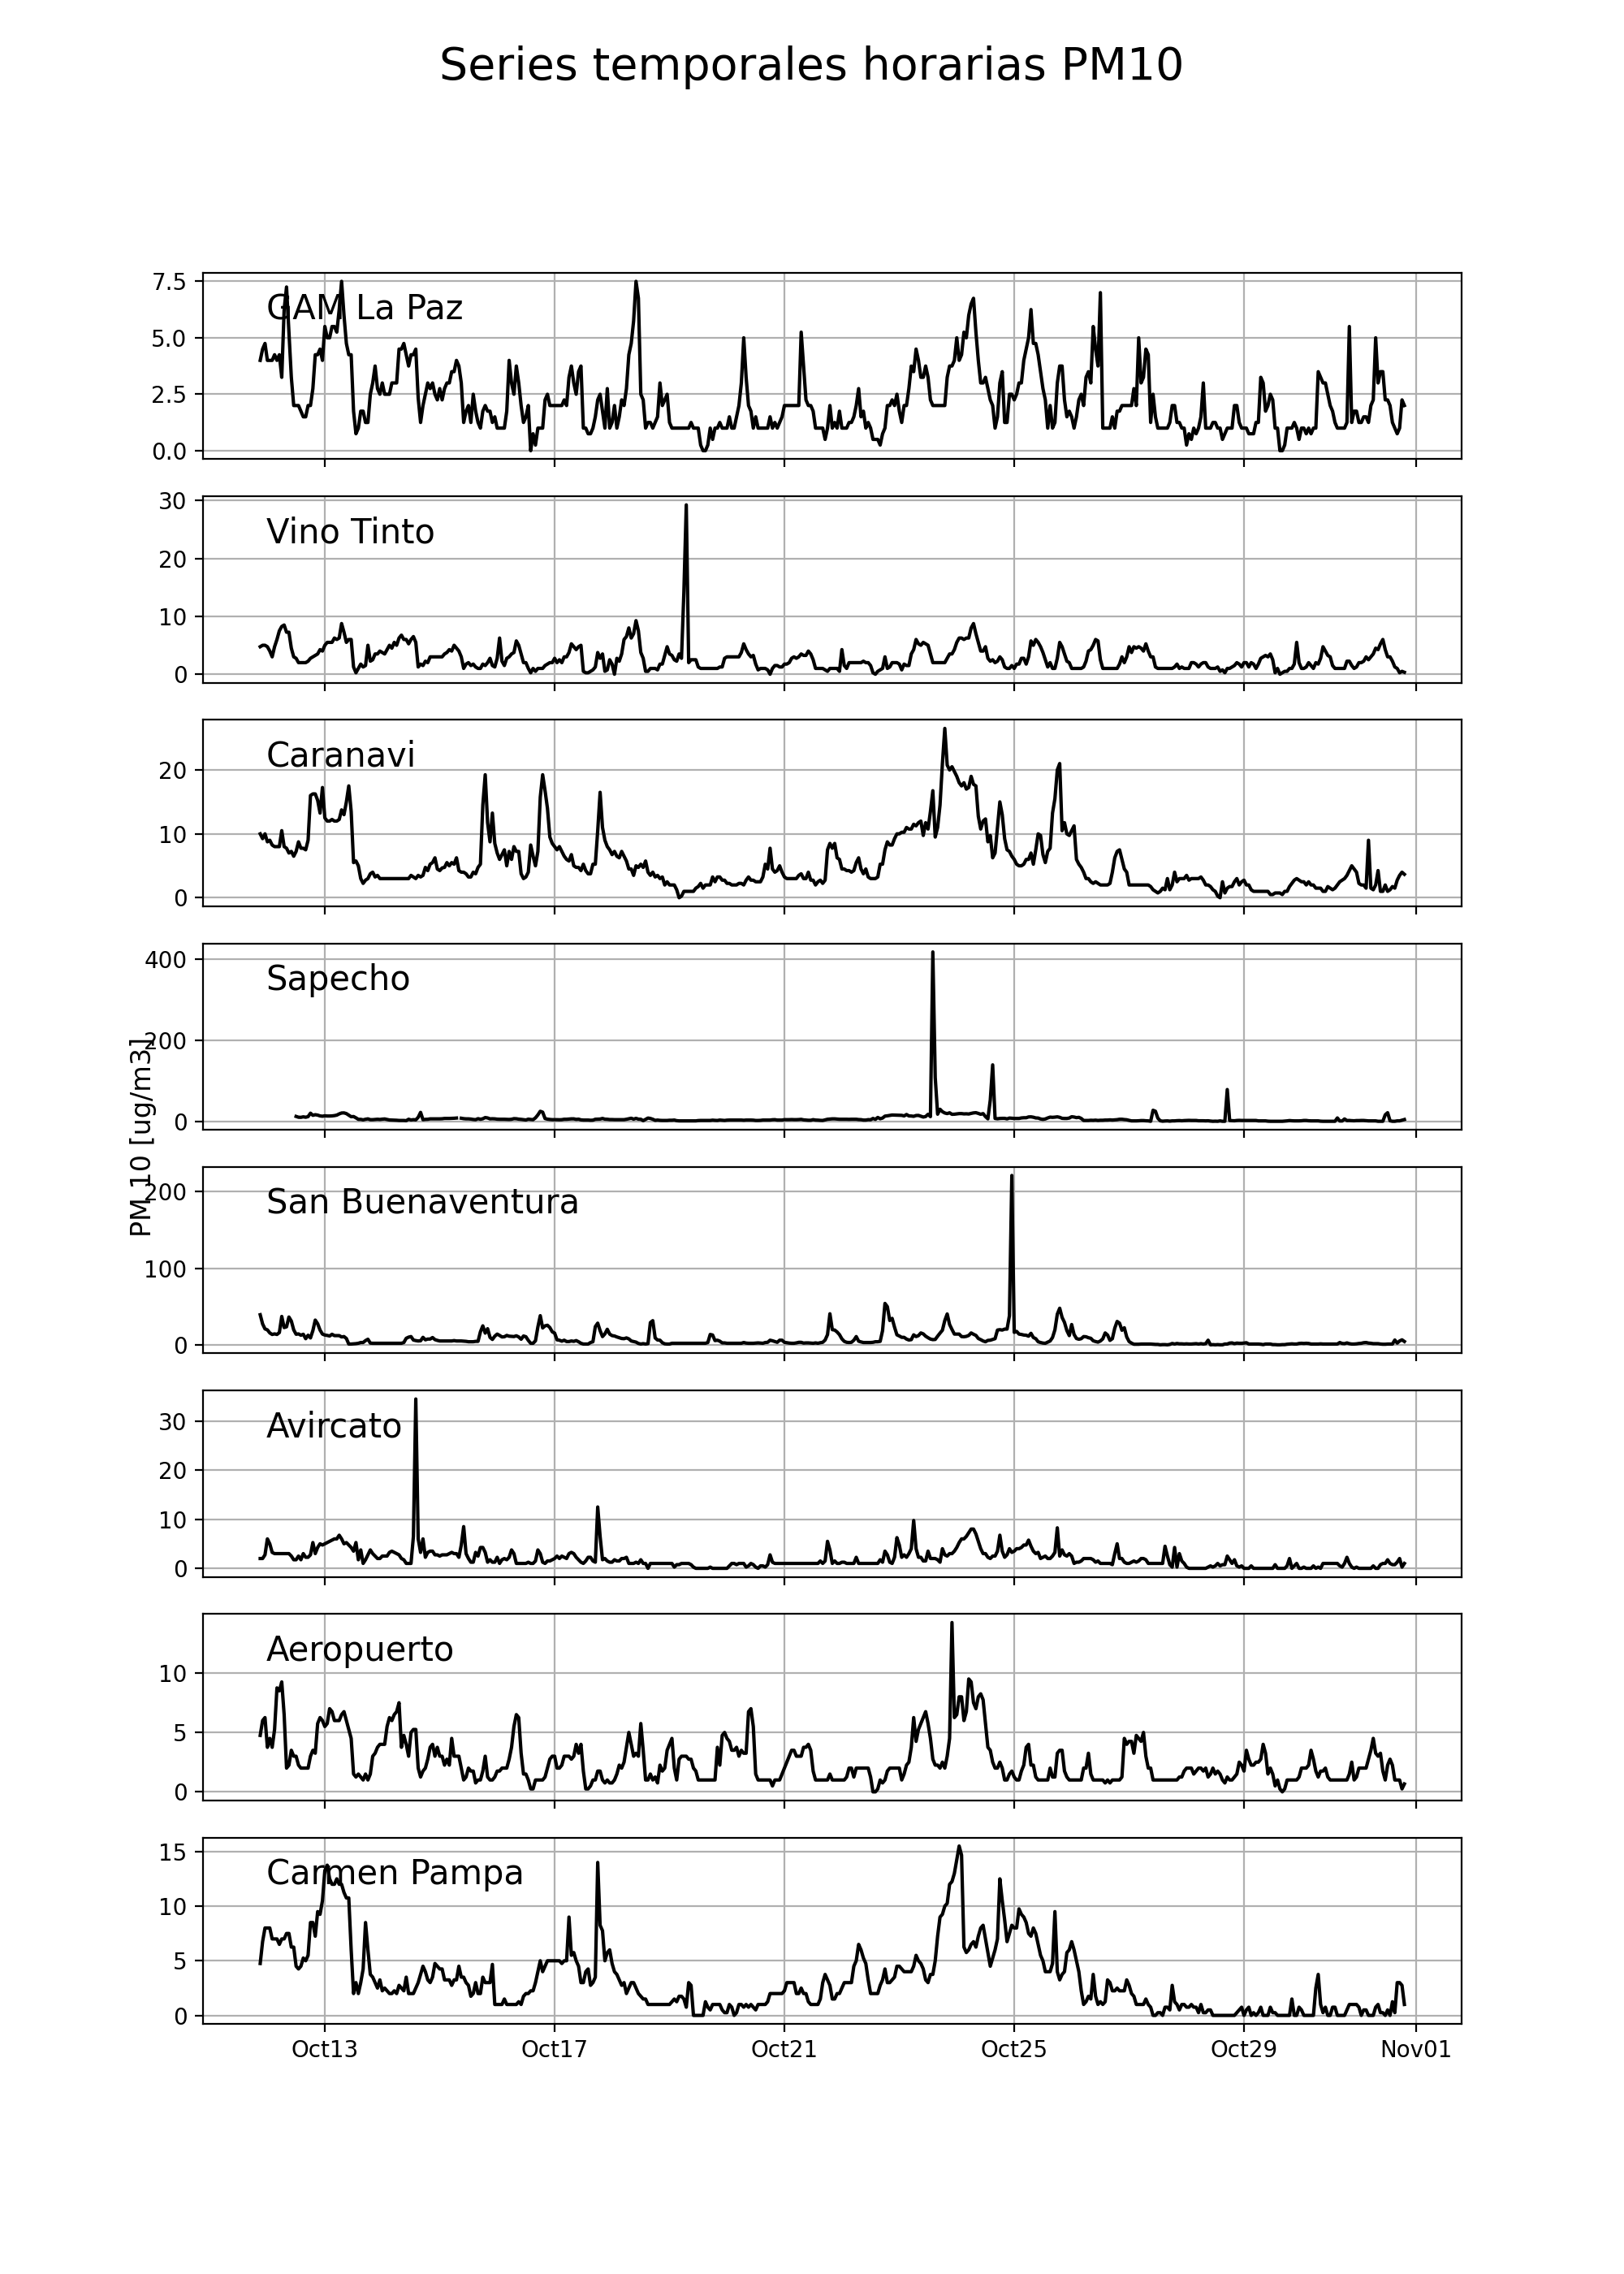 Series temporales horarias PM10
GAM La Paz
7.5
5.0
2.5
0.0
Vino Tinto
30
20
10
0
Caranavi
20
10
0
Sapecho
400
200
0
PM 10 [ug/m3]
San Buenaventura
200
100
0
Avircato
30
20
10
0
Aeropuerto
10
5
0
Carmen Pampa
15
10
5
0
Oct13 Oct17 Oct21 Oct25 Oct29 Nov01